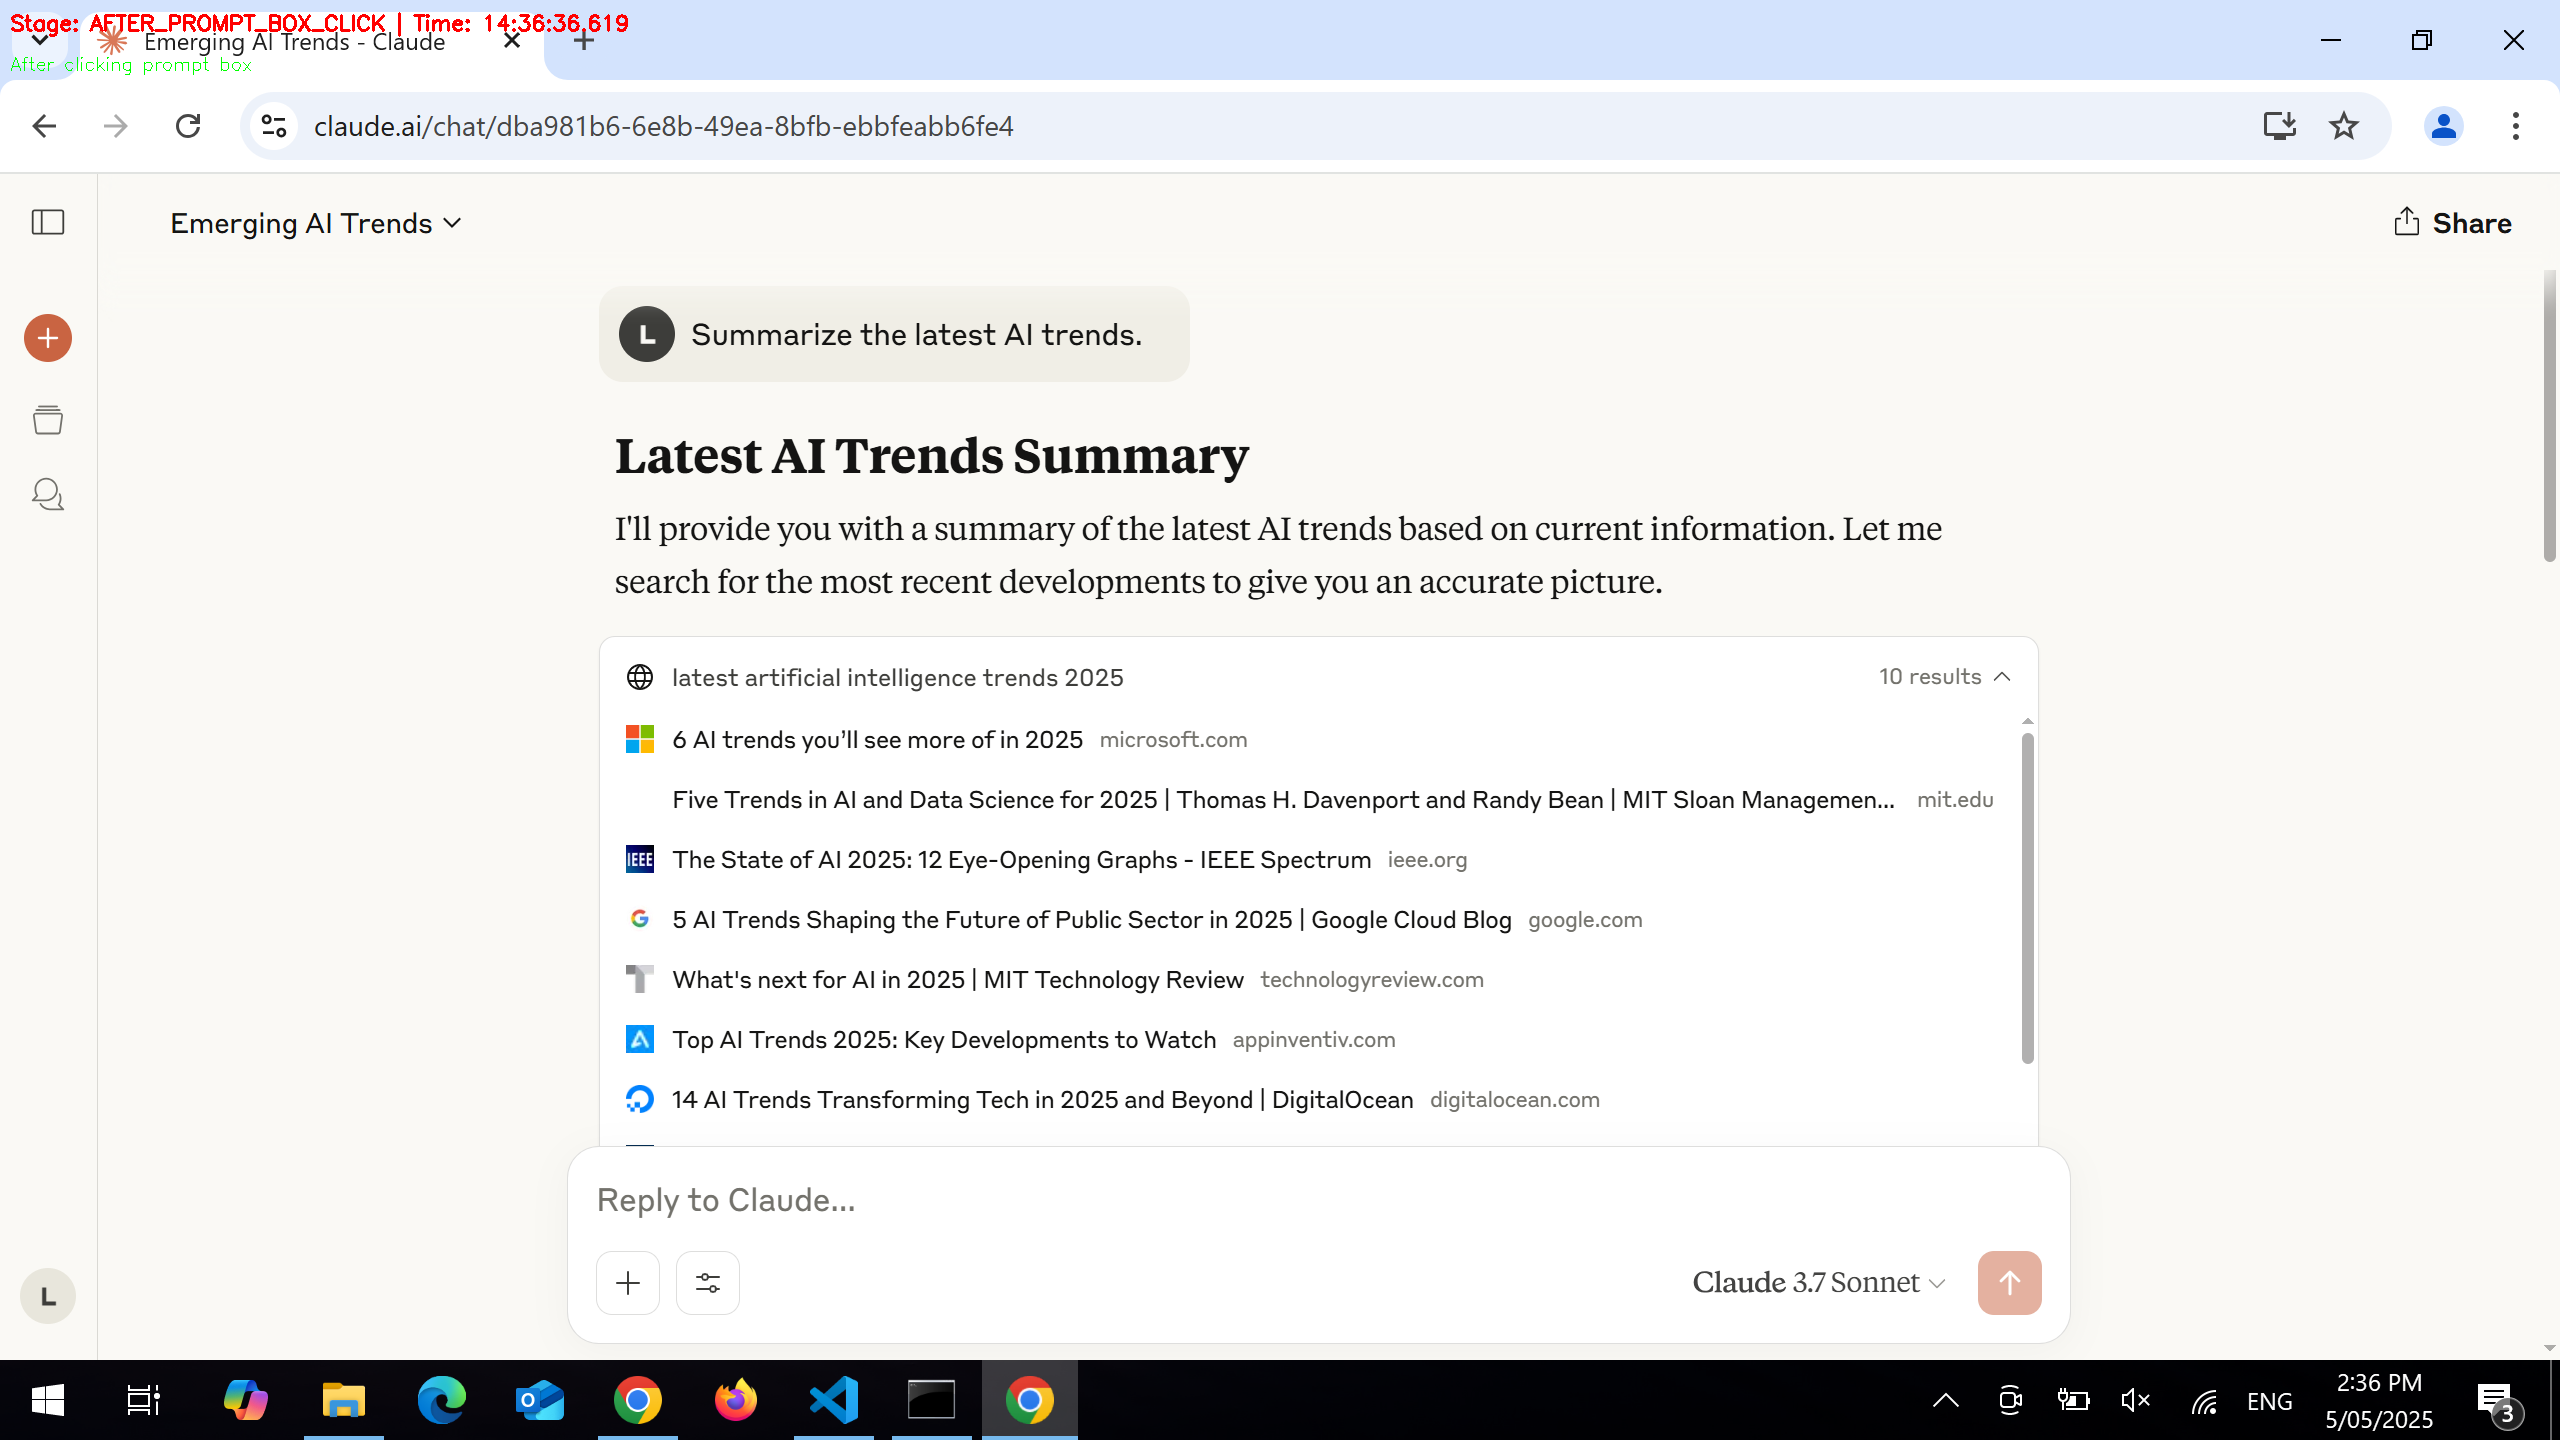 Stage: AFTER_PROMPT_BOX_CLICK | Time: 14:36:36.619
Emerging AI Trends - Claude
After clicking prompt box
claude.ai/chat/dba981b6-6e8b-49ea-8bfb-ebbfeabb6fe4
Emerging AI Trends
Share
L
Summarize the latest AI trends.
Latest AI Trends Summary
I'll provide you with a summary of the latest AI trends based on current information. Let me
search for the most recent developments to give you an accurate picture.
latest artificial intelligence trends 2025
10 results
6 AI trends you’ll see more of in 2025 microsoft.com
Five Trends in AI and Data Science for 2025 | Thomas H. Davenport and Randy Bean | MIT Sloan Managemen... mit.edu
IEEE The State of AI 2025: 12 Eye-Opening Graphs - IEEE Spectrum ieee.org
5 AI Trends Shaping the Future of Public Sector in 2025 | Google Cloud Blog google.com
What's next for AI in 2025 | MIT Technology Review technologyreview.com
Top AI Trends 2025: Key Developments to Watch appinventiv.com
14 AI Trends Transforming Tech in 2025 and Beyond | DigitalOcean digitalocean.com
Reply to Claude...
Claude 3.7 Sonnet
L
ENG
2:36 PM
5/05/2025
3